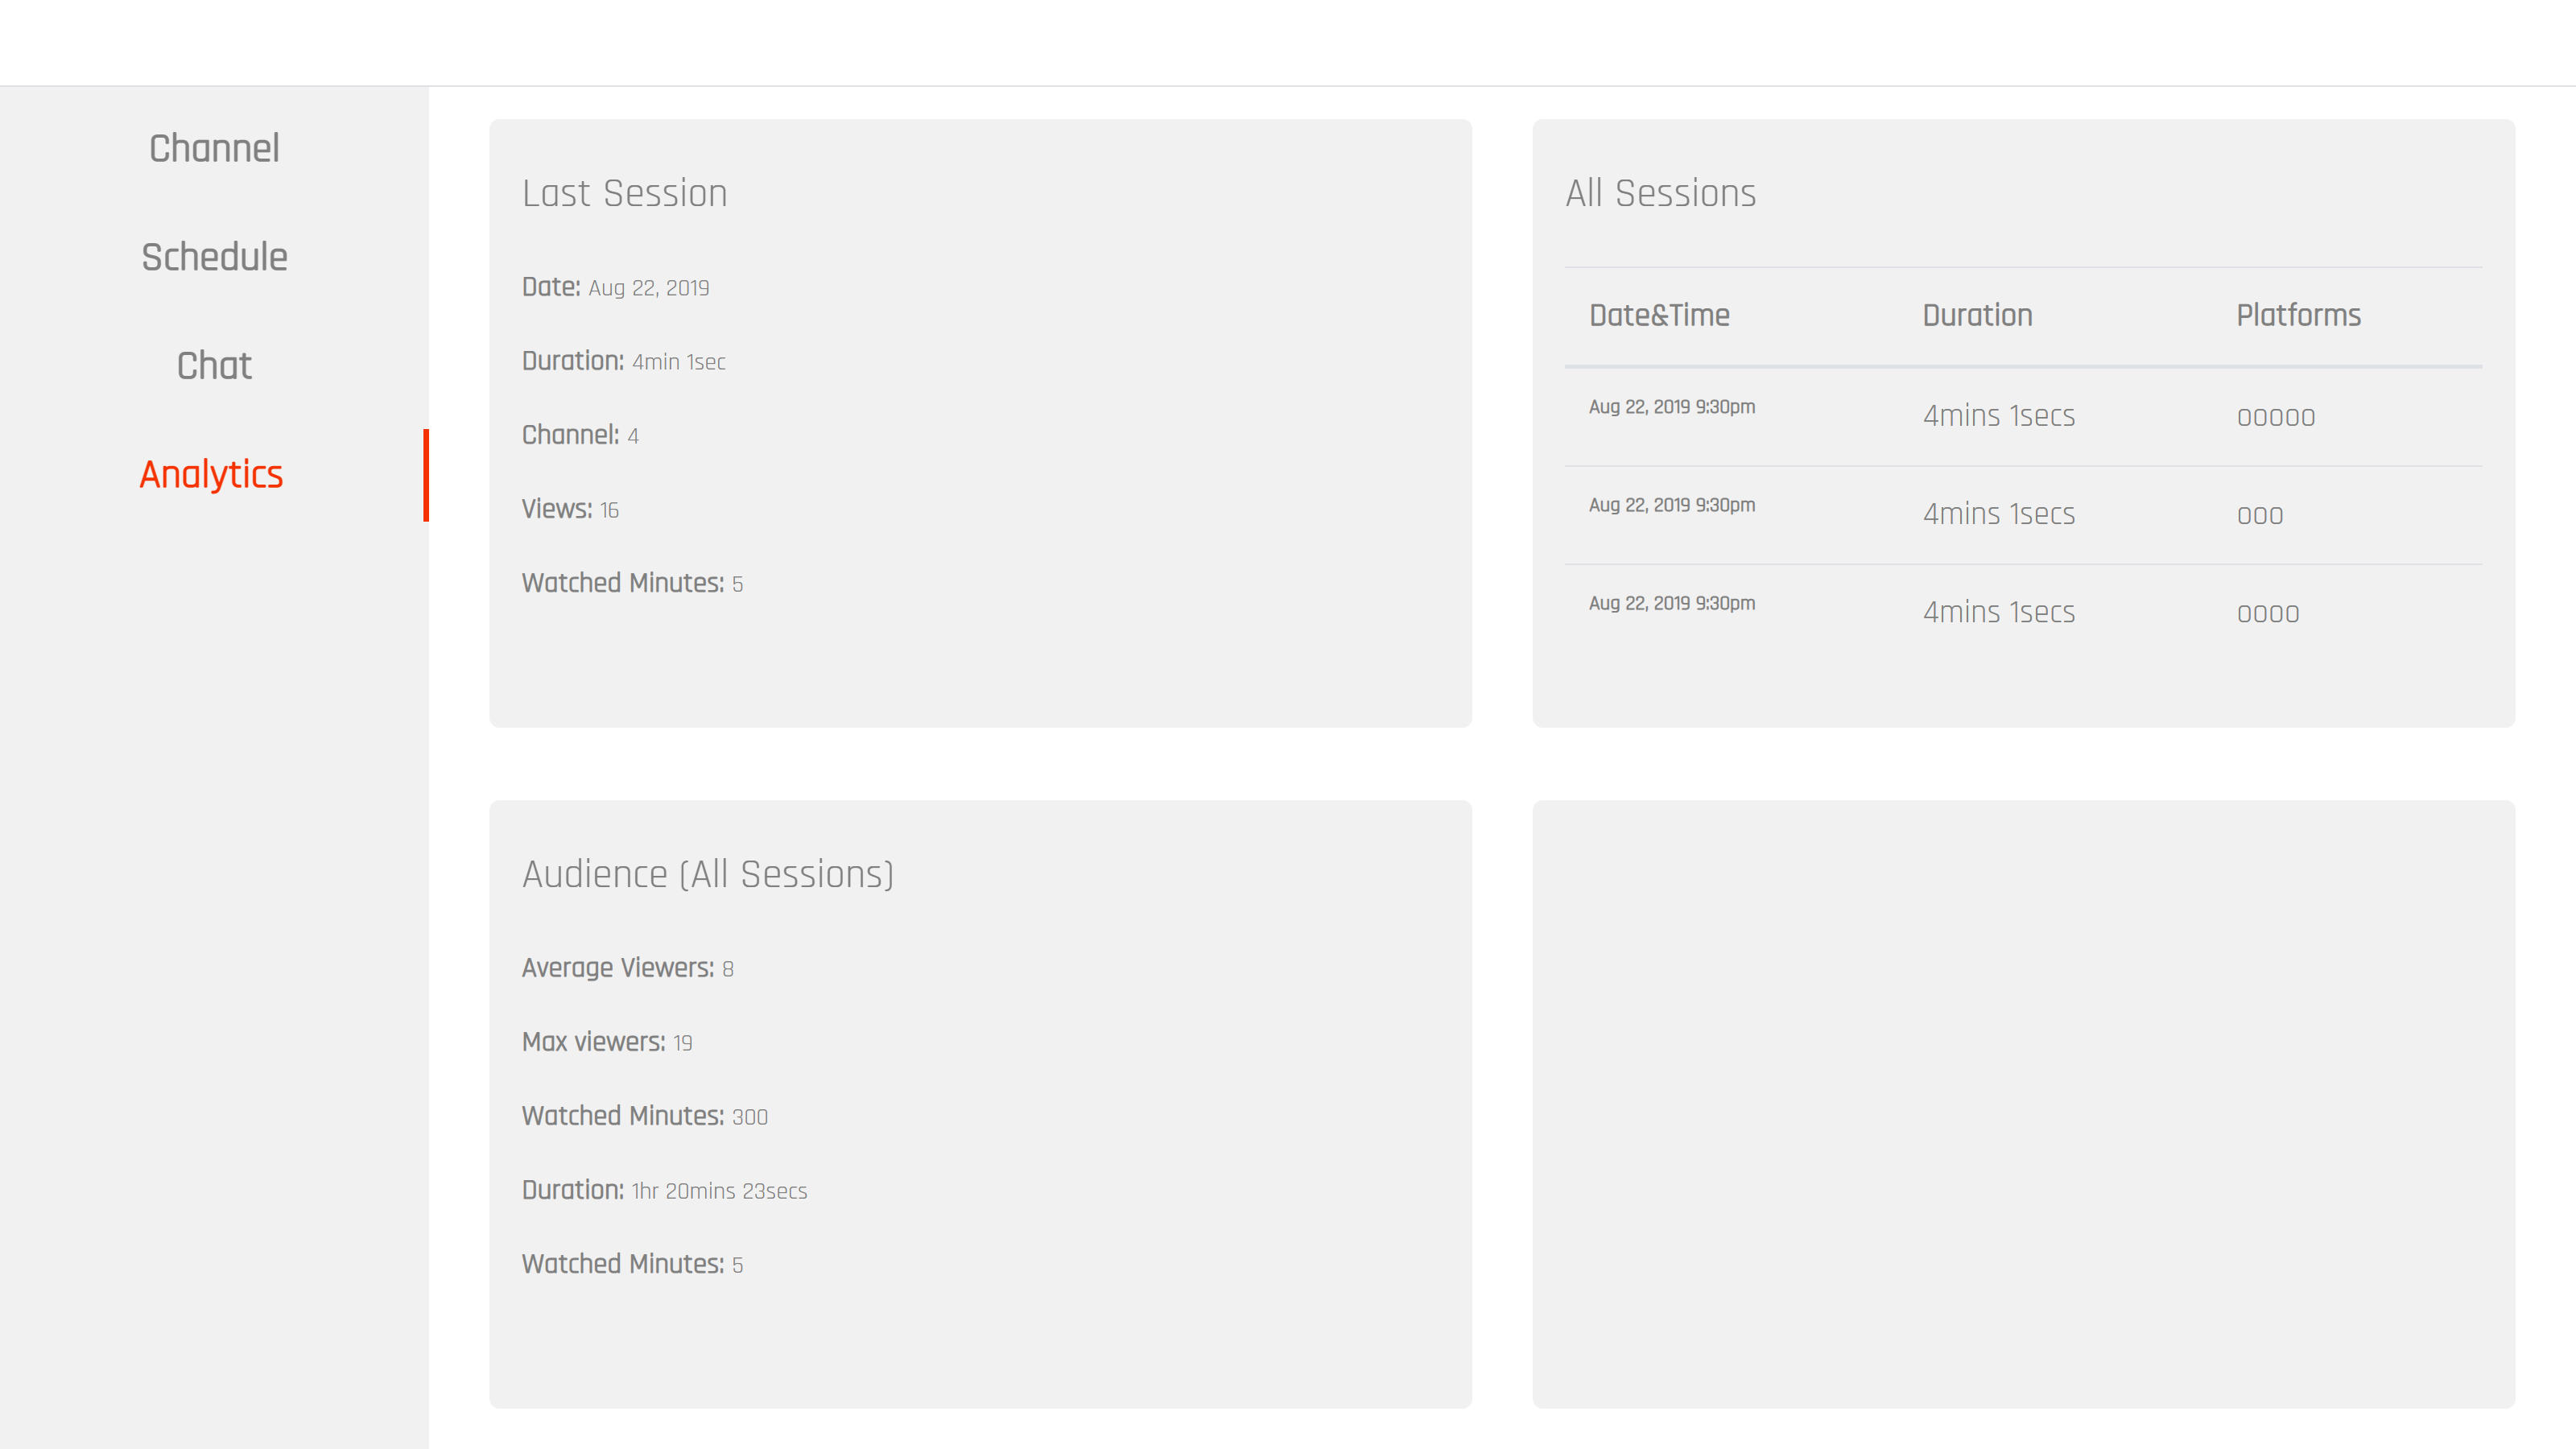 Channel
Schedule
Chat
Analytics
Last Session
Date: Aug 22, 2019
Duration: 4min 1sec
Channel: 4
Views: 16
Watched Minutes: 5
All Sessions
Date&Time Duration Platforms
Aug 22, 2019 9:30pm 4mins 1secs ooooo
Aug 22, 2019 9:30pm 4mins 1secs ooo
Aug 22, 2019 9:30pm 4mins 1secs oooo
Audience (All Sessions)
Average Viewers: 8
Max viewers: 19
Watched Minutes: 300
Duration: 1hr 20mins 23secs
Watched Minutes: 5